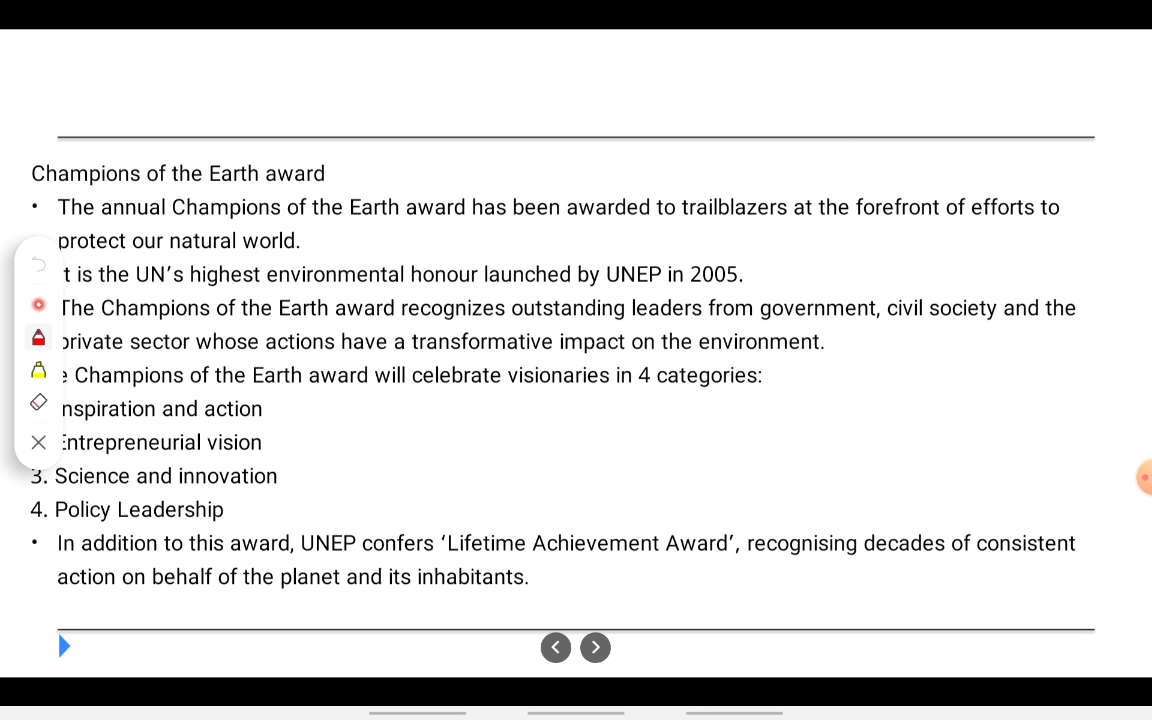 Champions of the Earth award
• The annual Champions of the Earth award has been awarded to trailblazers at the forefront of efforts to
protect our natural world.
t is the UN’s highest environmental honour launched by UNEP in 2005.
The Champions of the Earth award recognizes outstanding leaders from government, civil society and the
private sector whose actions have a transformative impact on the environment.
e Champions of the Earth award will celebrate visionaries in 4 categories:
nspiration and action
Entrepreneurial vision
3. Science and innovation
4. Policy Leadership
• In addition to this award, UNEP confers ‘Lifetime Achievement Award’, recognising decades of consistent
action on behalf of the planet and its inhabitants.